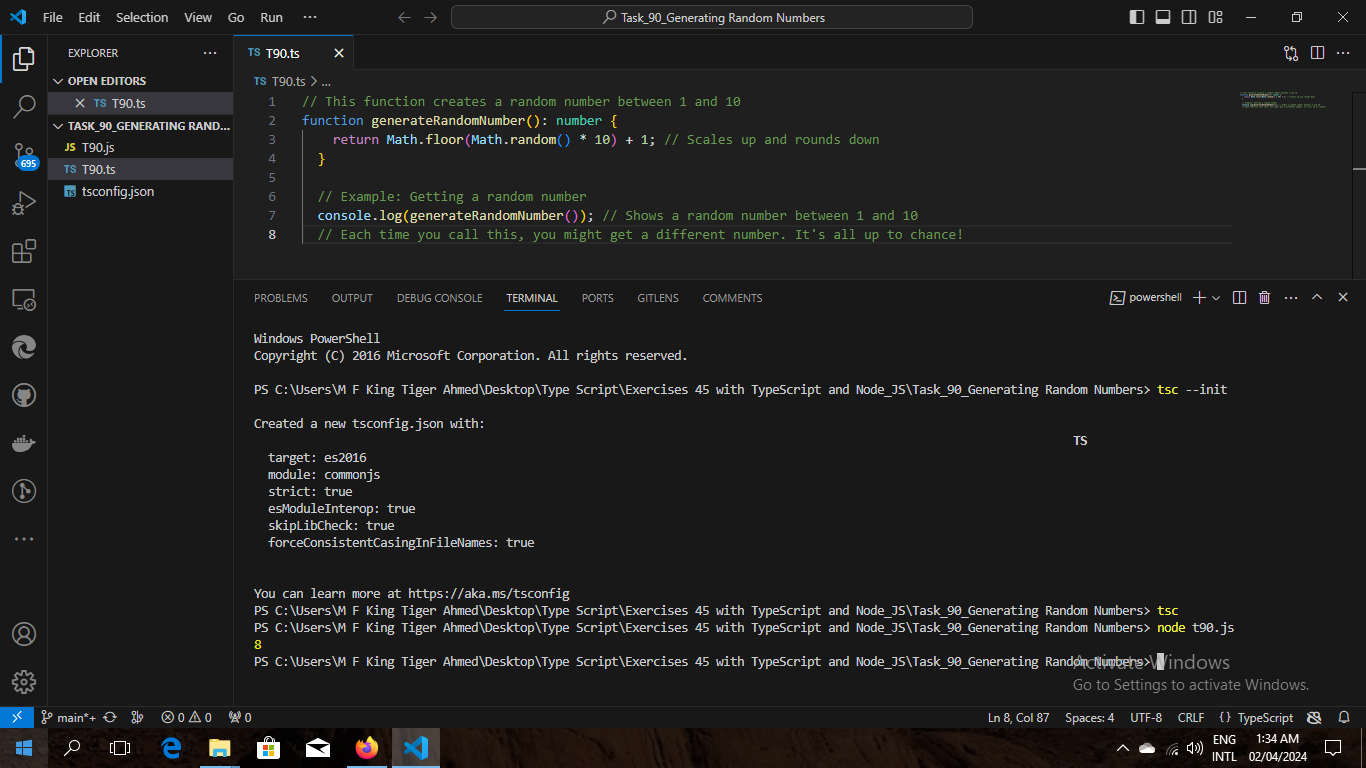 File Edit Selection View Go Run ··· Task_90_Generating Random Numbers
EXPLORER ···
OPEN EDITORS
TS T90.ts
TASK_90_GENERATING RAND...
JS T90.js
TS T90.ts
tsconfig.json
695
TS T90.ts
TS T90.ts > ...
1 // This function creates a random number between 1 and 10
2 function generateRandomNumber(): number {
3 return Math.floor(Math.random() * 10) + 1; // Scales up and rounds down
4 }
5
6 // Example: Getting a random number
7 console.log(generateRandomNumber()); // Shows a random number between 1 and 10
8 // Each time you call this, you might get a different number. It's all up to chance!
PROBLEMS OUTPUT DEBUG CONSOLE TERMINAL PORTS GITLENS COMMENTS powershell
Windows PowerShell
Copyright (C) 2016 Microsoft Corporation. All rights reserved.
PS C:\Users\M F King Tiger Ahmed\Desktop\Type Script\Exercises 45 with TypeScript and Node_JS\Task_90_Generating Random Numbers> tsc --init
Created a new tsconfig.json with:
TS
target: es2016
module: commonjs
strict: true
esModuleInterop: true
skipLibCheck: true
forceConsistentCasingInFileNames: true
You can learn more at https://aka.ms/tsconfig
PS C:\Users\M F King Tiger Ahmed\Desktop\Type Script\Exercises 45 with TypeScript and Node_JS\Task_90_Generating Random Numbers> tsc
PS C:\Users\M F King Tiger Ahmed\Desktop\Type Script\Exercises 45 with TypeScript and Node_JS\Task_90_Generating Random Numbers> node t90.js
8
PS C:\Users\M F King Tiger Ahmed\Desktop\Type Script\Exercises 45 with TypeScript and Node_JS\Task_90_Generating Random Numbers>
Activate Windows
Go to Settings to activate Windows.
main*+ 0 0 0 Ln 8, Col 87 Spaces: 4 UTF-8 CRLF {} TypeScript
ENG 1:34 AM
INTL 02/04/2024